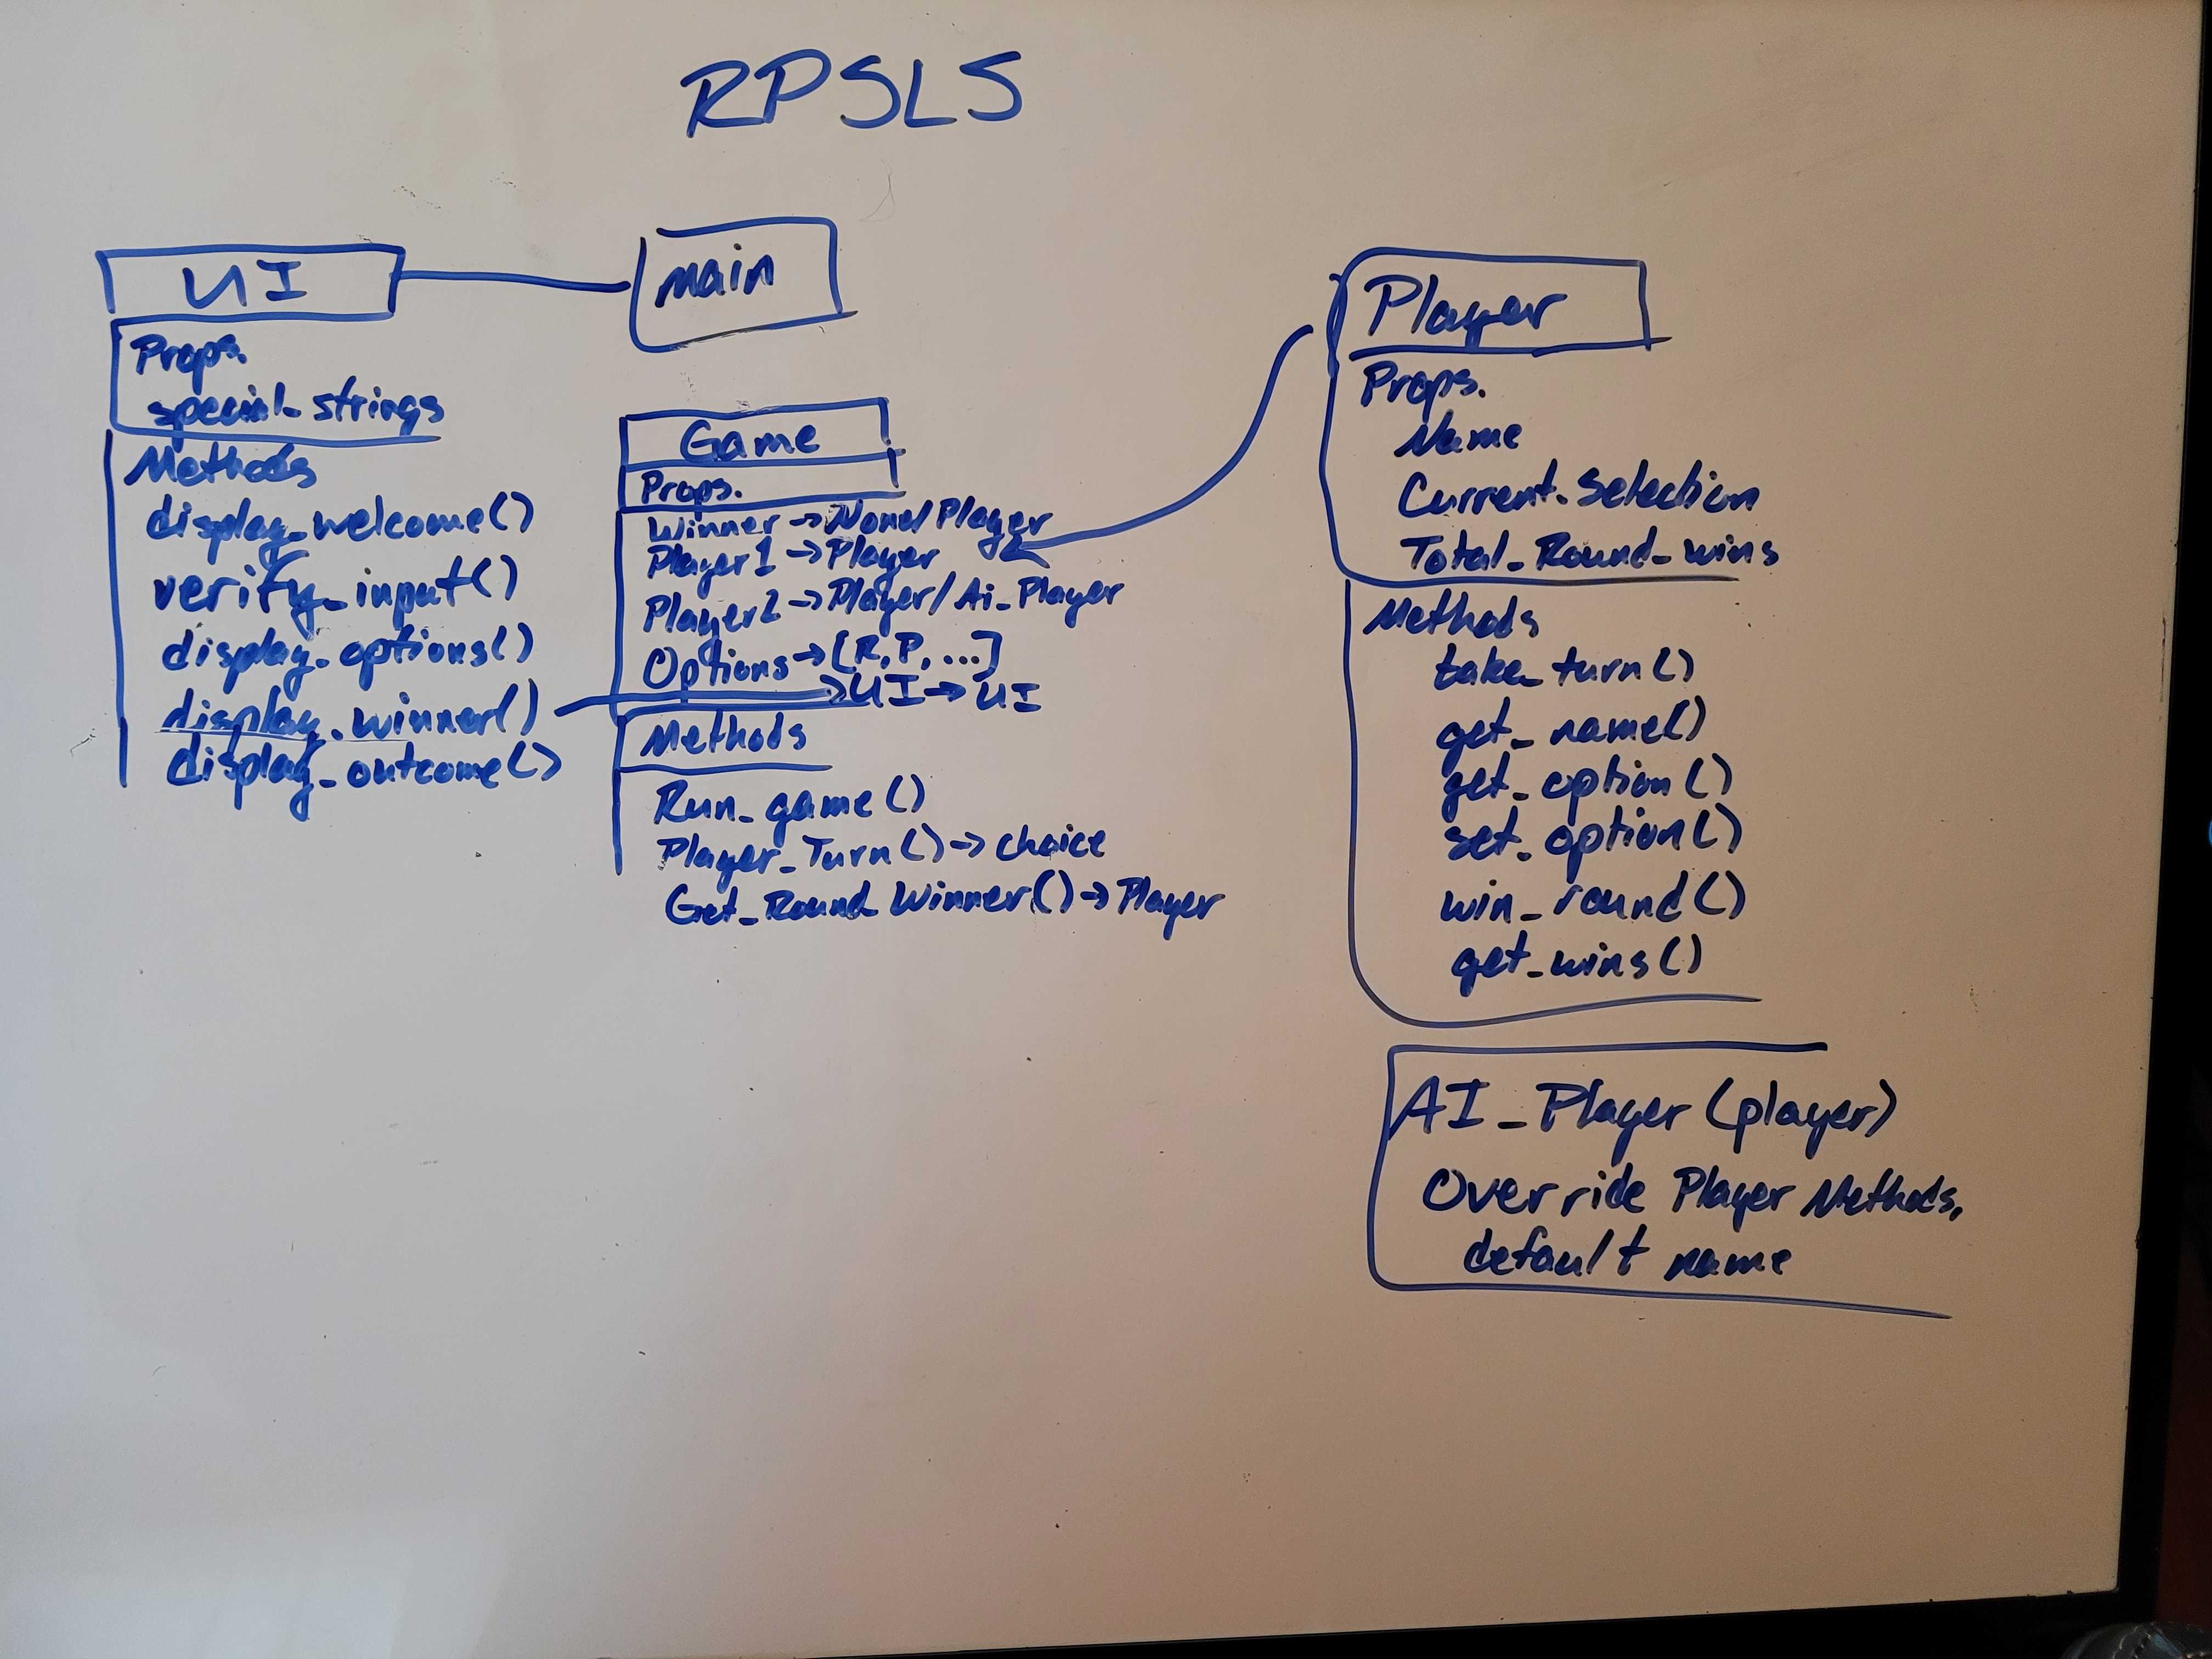 RPSLS
UI
Props.
special_strings
Methods
display_welcome()
verify_input()
display_options()
display_winner()
display_outcome()
main
Game
Props.
Winner → None/Player
Player1 → Player
Player2 → Player/Ai_Player
Options → [R, P, ...]
UI → UI
Methods
Run_game()
Player_Turn() → choice
Get_Round_Winner() → Player
Player
Props.
Name
Current_Selection
Total_Round_wins
Methods
take_turn()
get_name()
get_option()
set_option()
win_round()
get_wins()
AI_Player(player)
Override Player Methods,
default name